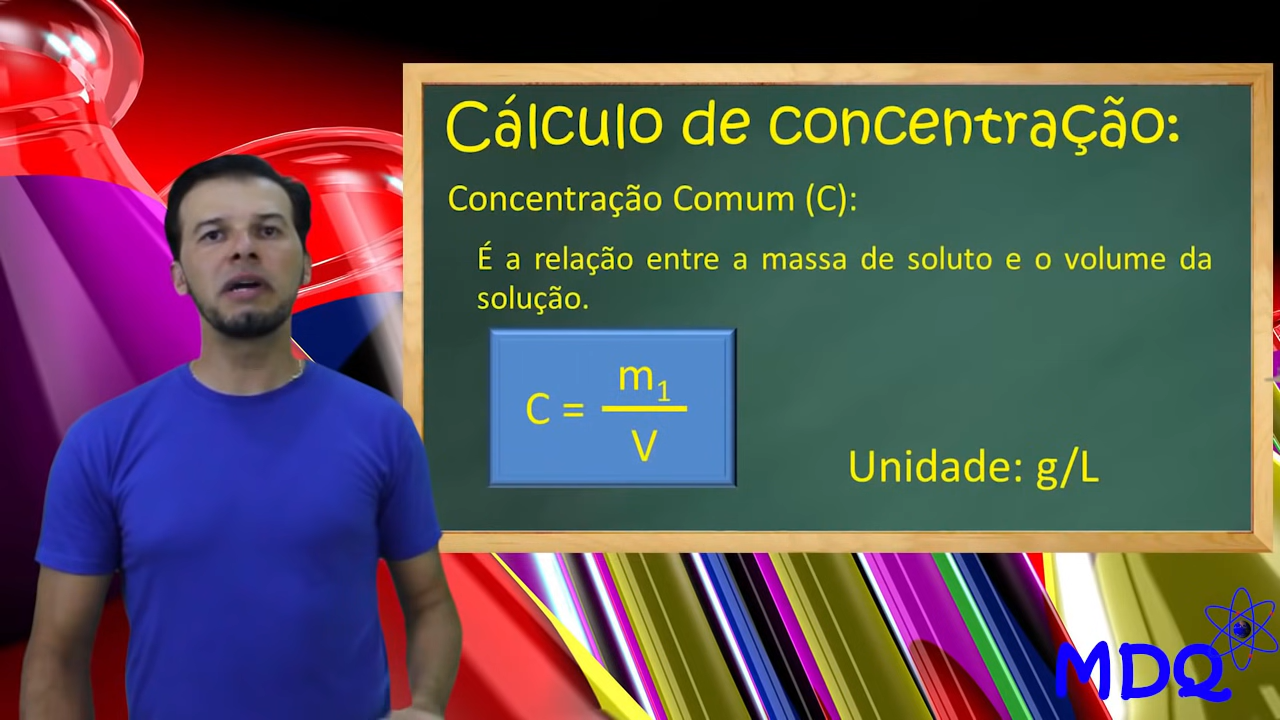 Cálculo de concentração:
Concentração Comum (C):
É a relação entre a massa de soluto e o volume da
solução.
C = m₁
V
Unidade: g/L
MDQ